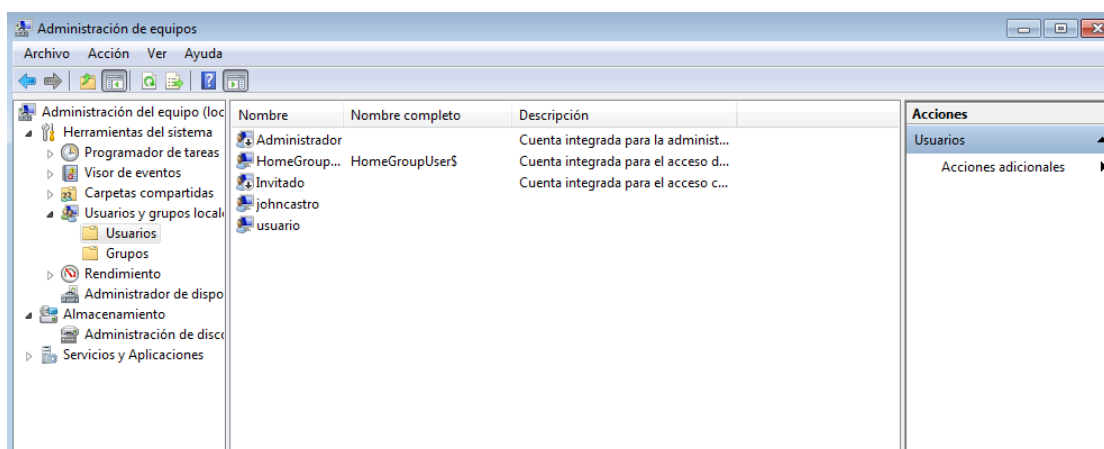 Administración de equipos
Archivo Acción Ver Ayuda
Administración del equipo (loc
Herramientas del sistema
Programador de tareas
Visor de eventos
Carpetas compartidas
Usuarios y grupos local
Usuarios
Grupos
Rendimiento
Administrador de dispo
Almacenamiento
Administración de disc
Servicios y Aplicaciones
Nombre Nombre completo Descripción
Administrador Cuenta integrada para la administ...
HomeGroup... HomeGroupUser$ Cuenta integrada para el acceso d...
Invitado Cuenta integrada para el acceso c...
johncastro
usuario
Acciones
Usuarios
Acciones adicionales